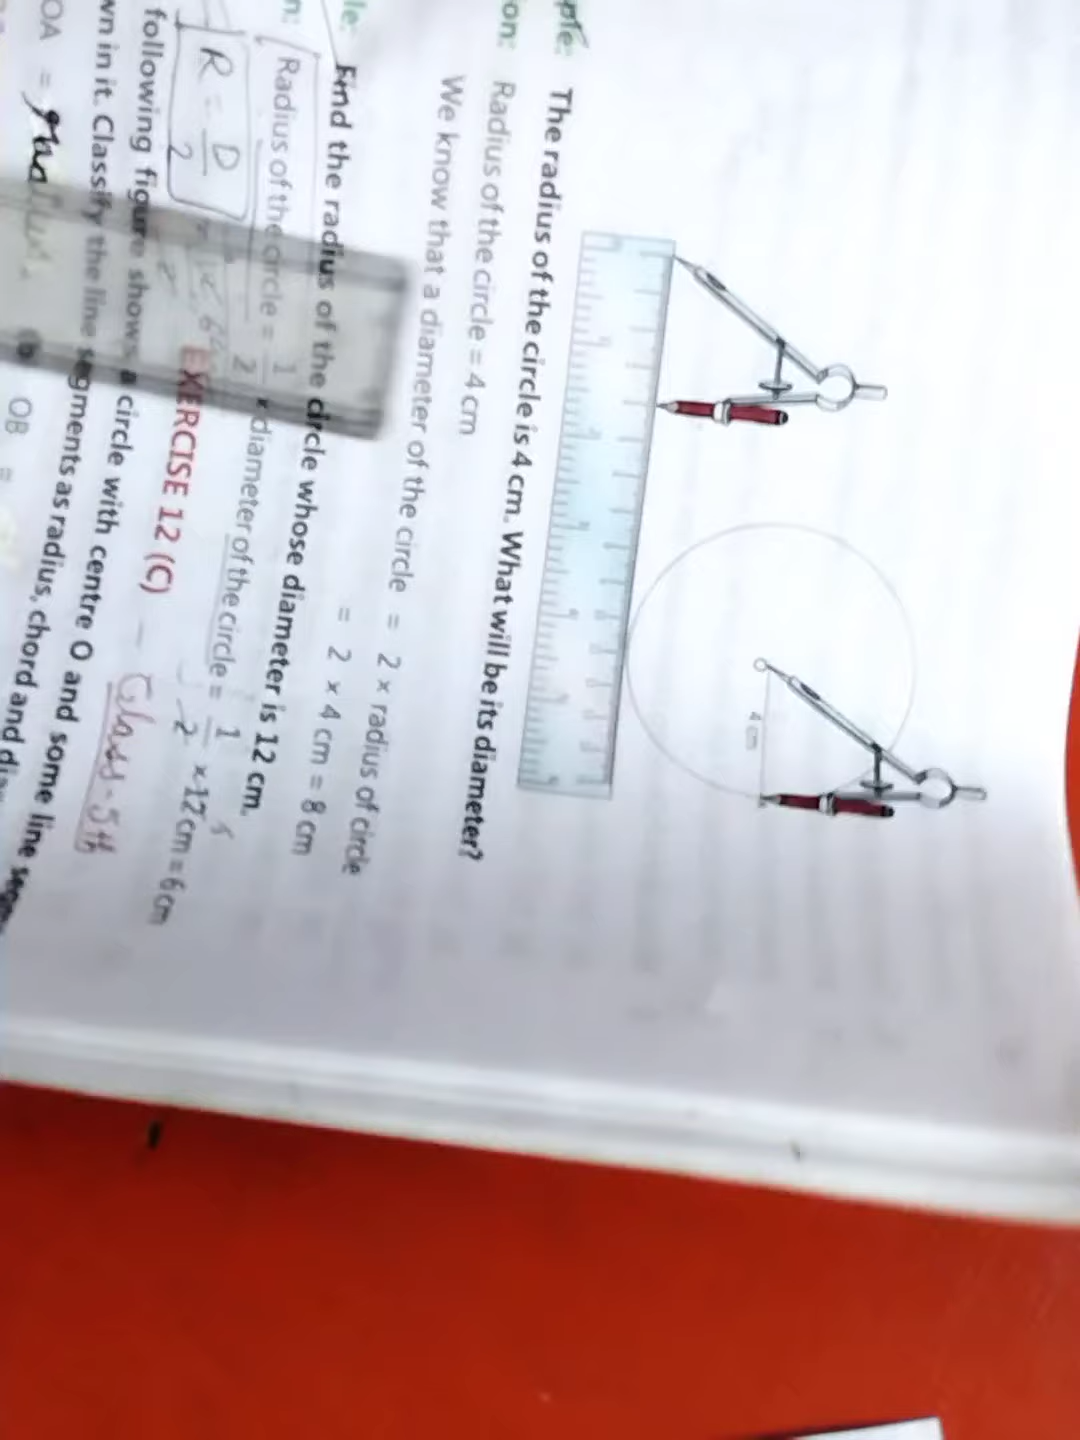 4 cm
The radius of the circle is 4 cm. What will be its diameter?
on: Radius of the circle = 4 cm
We know that a diameter of the circle = 2 × radius of circle
= 2 × 4 cm = 8 cm
le: Find the radius of the circle whose diameter is 12 cm.
n: Radius of the circle = 1/2 × diameter of the circle = 1/2 × 12 cm = 6 cm
R = D/2
EXERCISE 12 (C) - Class - 5th
following figure shows a circle with centre O and some line
wn in it. Classify the line segments as radius, chord and
OA =
OB =